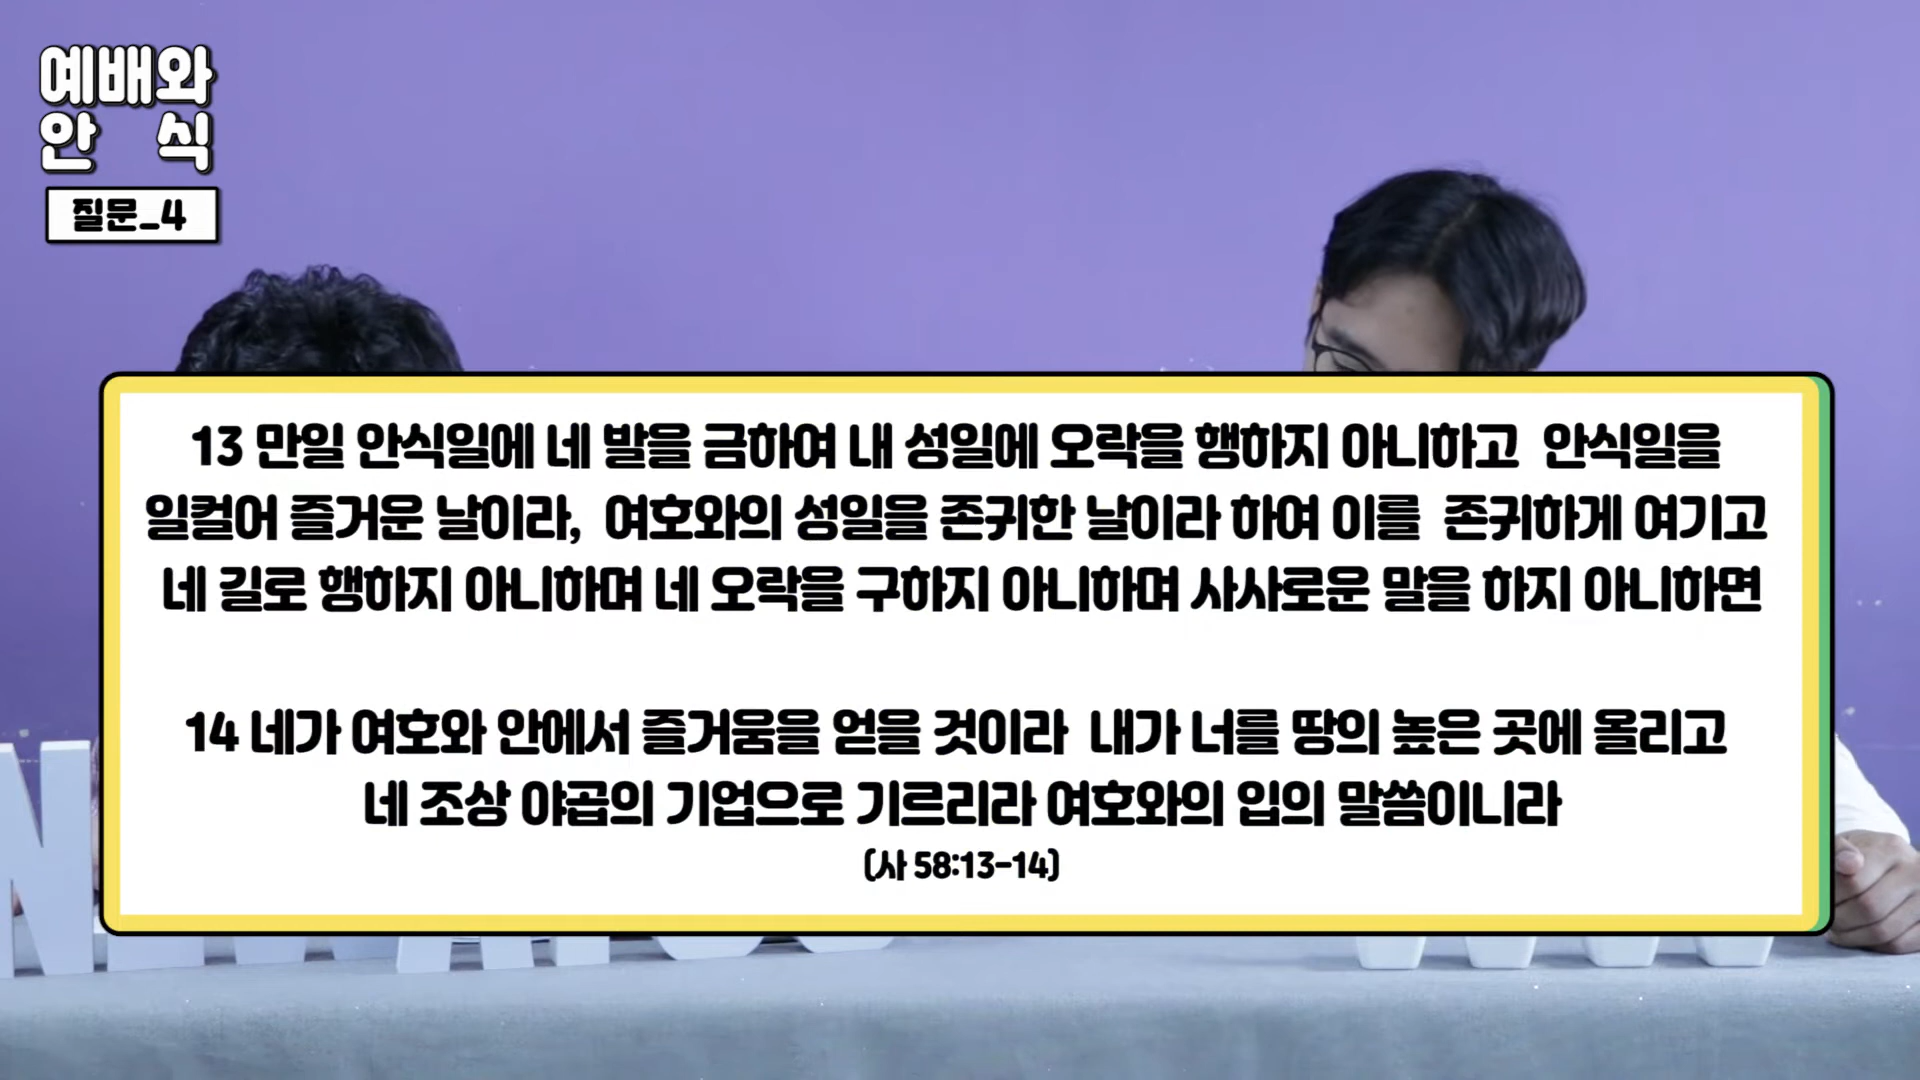 예배와
안 식
질문_4
13 만일 안식일에 네 발을 금하여 내 성일에 오락을 행하지 아니하고 안식일을
일컬어 즐거운 날이라, 여호와의 성일을 존귀한 날이라 하여 이를 존귀하게 여기고
네 길로 행하지 아니하며 네 오락을 구하지 아니하며 사사로운 말을 하지 아니하면
14 네가 여호와 안에서 즐거움을 얻을 것이라 내가 너를 땅의 높은 곳에 올리고
네 조상 야곱의 기업으로 기르리라 여호와의 입의 말씀이니라
(사 58:13-14)